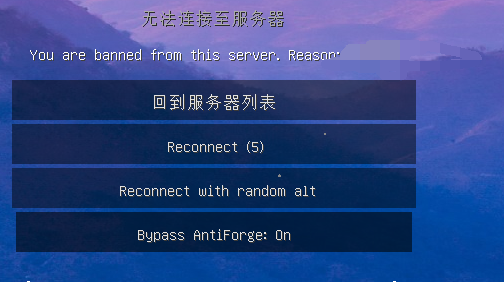 无法连接至服务器
You are banned from this server. Reason:
回到服务器列表
Reconnect (5)
Reconnect with random alt
Bypass AntiForge: On